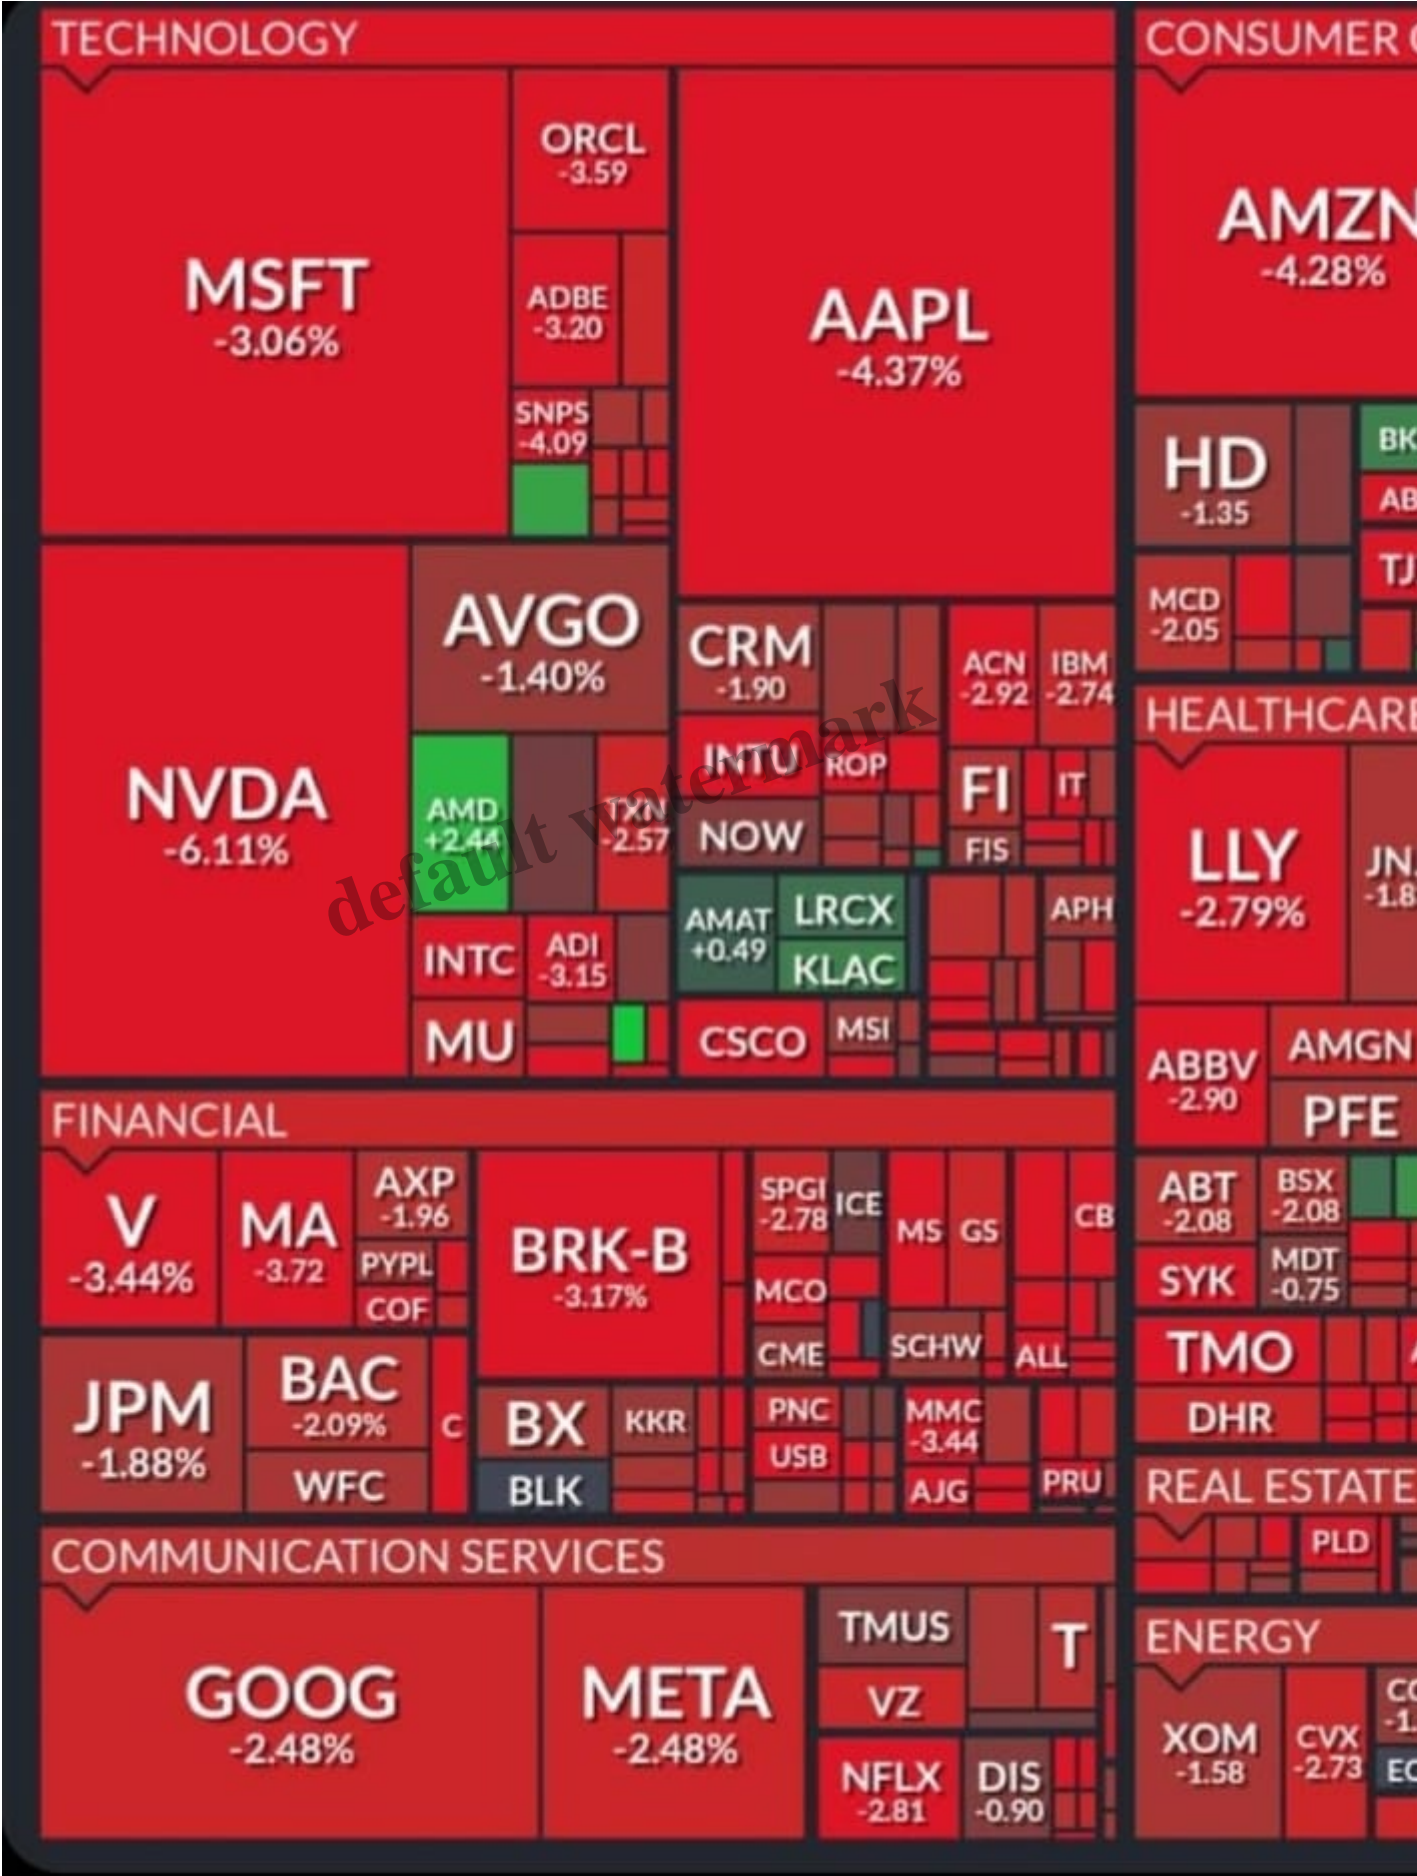 TECHNOLOGY
MSFT
-3.06%
ORCL
-3.59
ADBE
-3.20
SNPS
-4.09
AAPL
-4.37%
NVDA
-6.11%
AVGO
-1.40%
AMD
+2.44
TXN
-2.57
INTC
ADI
-3.15
MU
CRM
-1.90
INTU
ROP
NOW
ACN
-2.92
IBM
-2.74
FI
IT
FIS
AMAT
+0.49
LRCX
KLAC
APH
CSCO
MSI
default watermark
FINANCIAL
V
-3.44%
MA
-3.72
AXP
-1.96
PYPL
COF
JPM
-1.88%
BAC
-2.09%
WFC
C
BRK-B
-3.17%
BX
BLK
KKR
SPGI
-2.78
ICE
MCO
CME
MS
GS
SCHW
CB
ALL
PNC
USB
MMC
-3.44
AJG
PRU
COMMUNICATION SERVICES
GOOG
-2.48%
META
-2.48%
TMUS
VZ
T
NFLX
-2.81
DIS
-0.90
CONSUMER
AMZN
-4.28%
HD
-1.35
BK
AB
TJ
MCD
-2.05
HEALTHCARE
LLY
-2.79%
JN
-1.8
ABBV
-2.90
AMGN
PFE
ABT
-2.08
BSX
-2.08
SYK
MDT
-0.75
TMO
DHR
REAL ESTATE
PLD
ENERGY
XOM
-1.58
CVX
-2.73
-1.